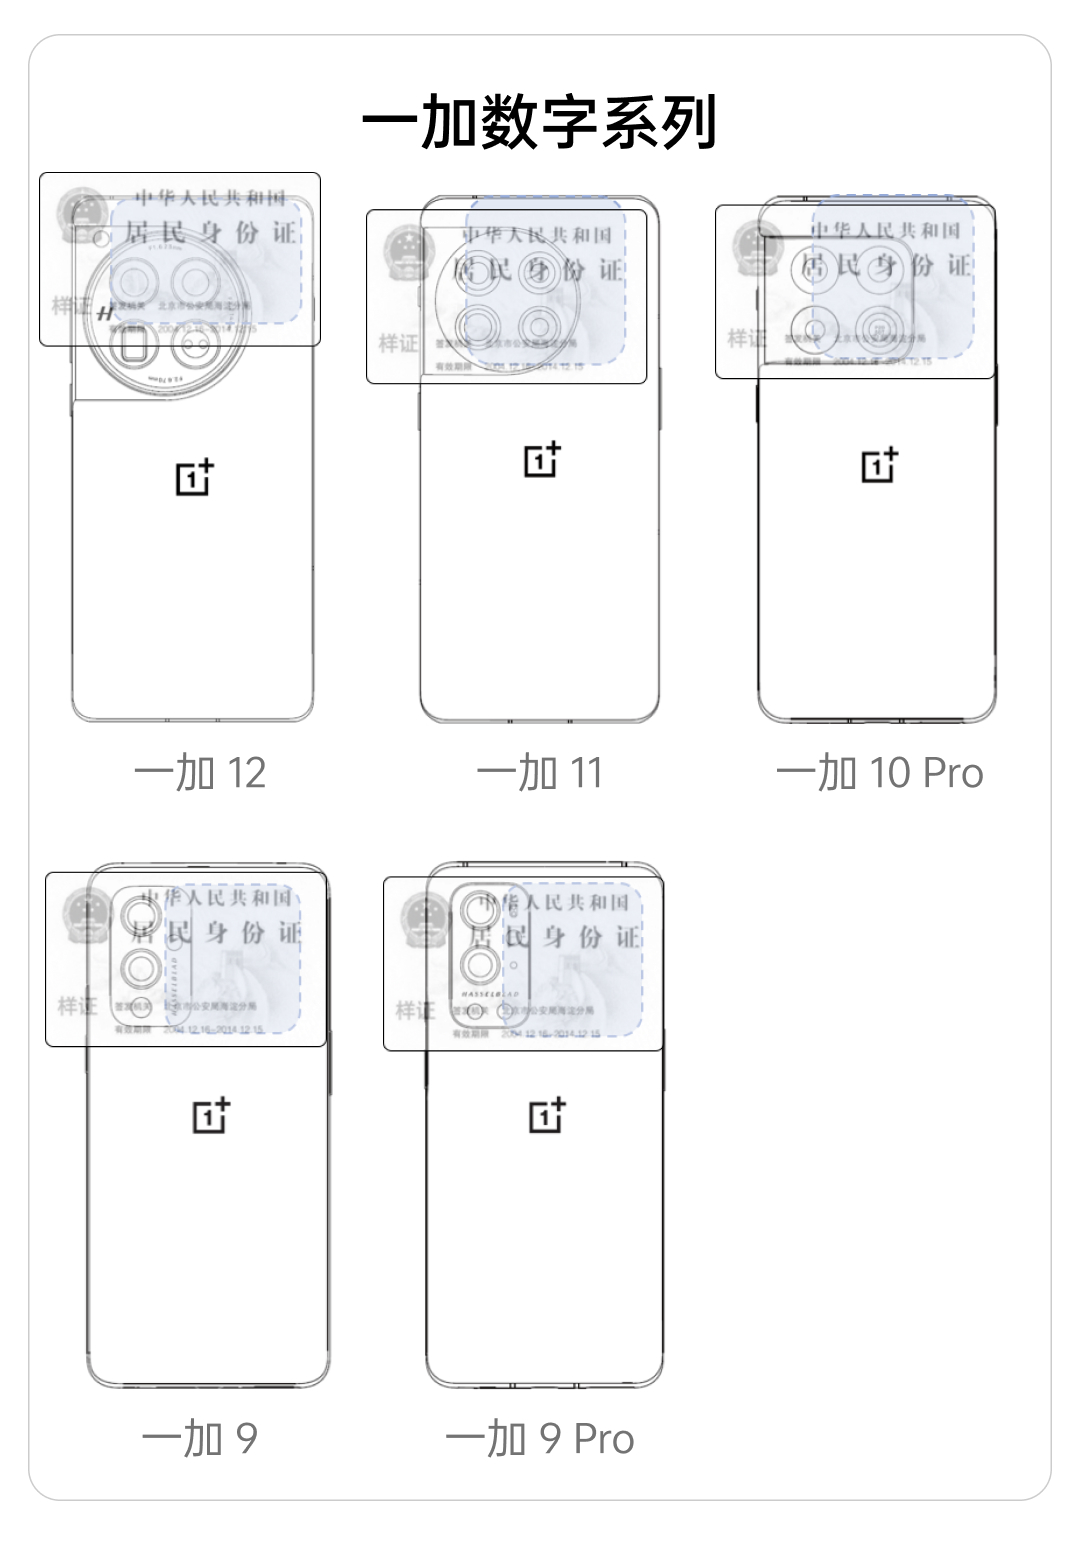 一加数字系列
中华人民共和国
居民身份证
样证
H
签发机关 北京市公安局海淀分局
有效期限 2004.12.16-2014.12.15
1+
一加 12
中华人民共和国
居民身份证
样证
签发机关 北京市公安局海淀分局
有效期限 2004.12.16-2014.12.15
1+
一加 11
中华人民共和国
居民身份证
样证
签发机关 北京市公安局海淀分局
有效期限 2004.12.16-2014.12.15
1+
一加 10 Pro
中华人民共和国
居民身份证
样证
HASSELBLAD
签发机关 北京市公安局海淀分局
有效期限 2004.12.16-2014.12.15
1+
一加 9
中华人民共和国
居民身份证
HASSELBLAD
样证
签发机关 北京市公安局海淀分局
有效期限 2004.12.16-2014.12.15
1+
一加 9 Pro